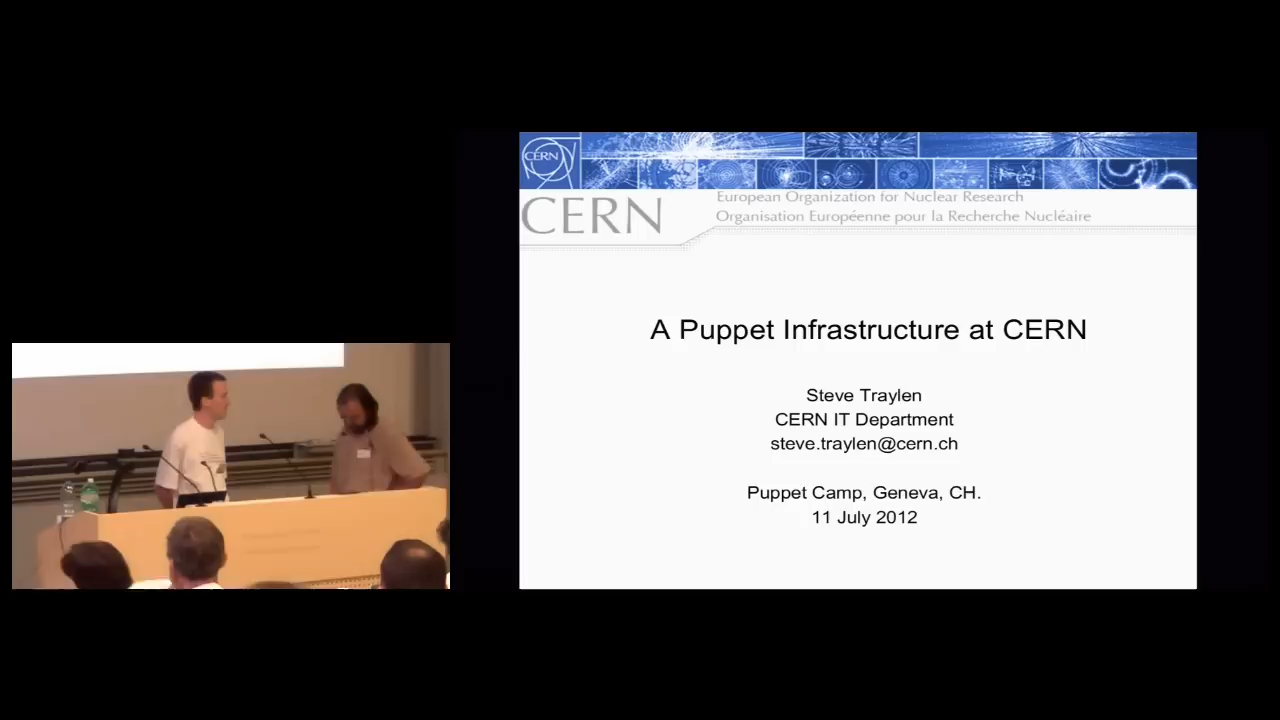 CERN
CERN
European Organization for Nuclear Research
Organisation Européenne pour la Recherche Nucléaire
A Puppet Infrastructure at CERN
Steve Traylen
CERN IT Department
steve.traylen@cern.ch
Puppet Camp, Geneva, CH.
11 July 2012